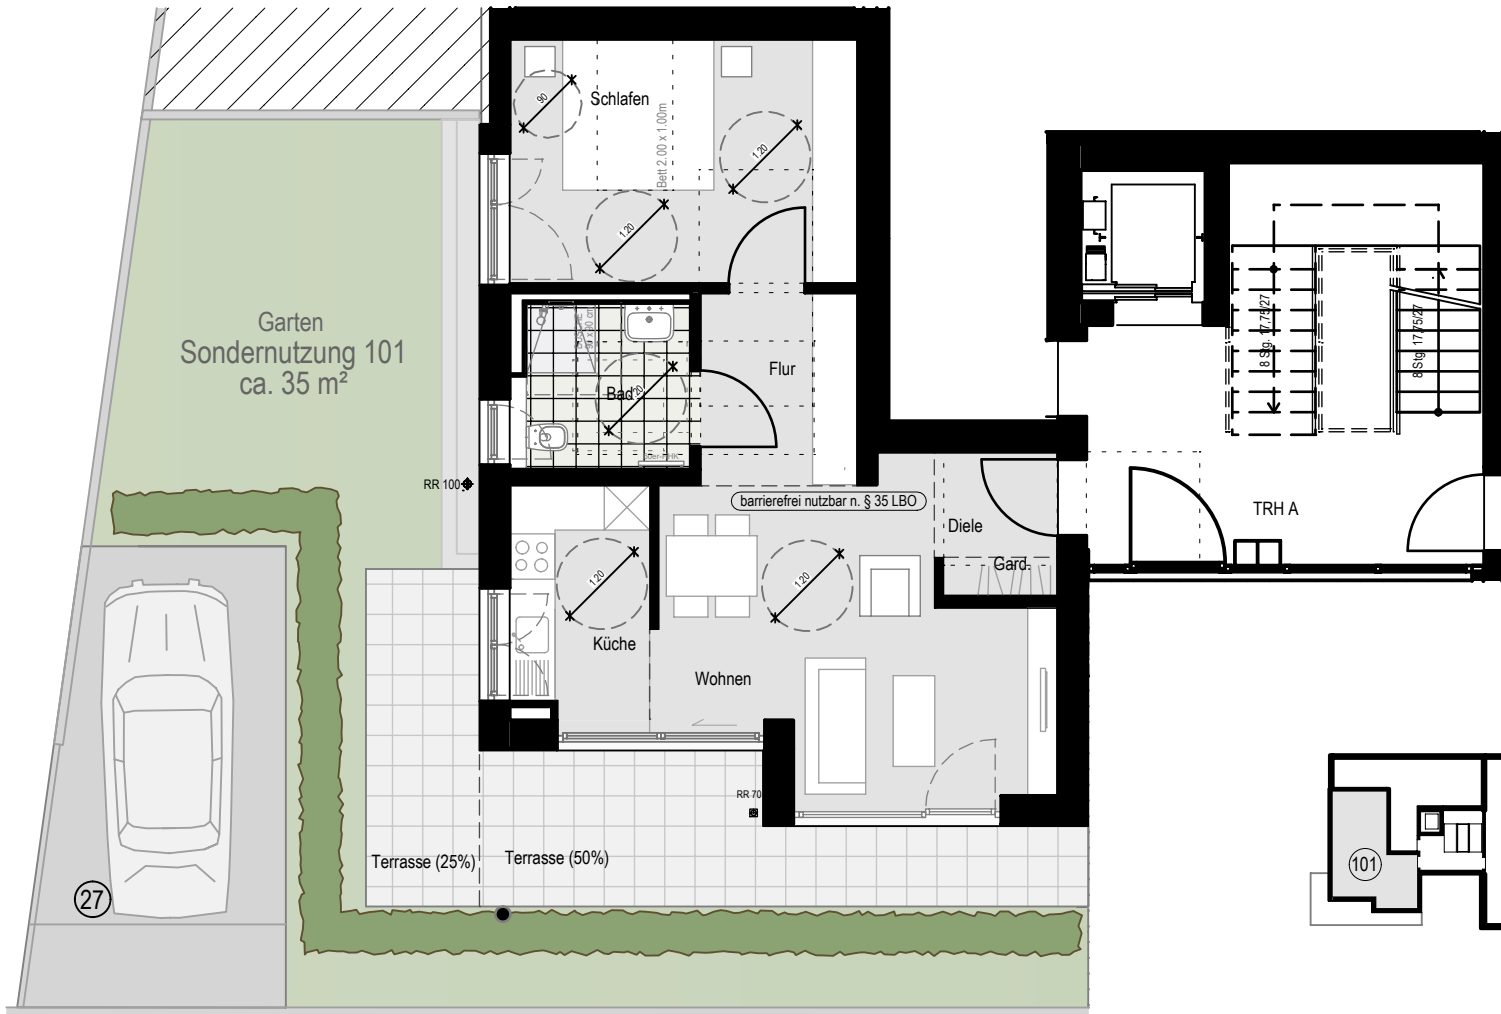 Schlafen
90
1.20
1.20
Bett 2.00 x 1.00m
Garten
Sondernutzung 101
ca. 35 m²
Flur
Bad
1.20
RR 100
barrierefrei nutzbar n. § 35 LBO
Diele
Gard.
TRH A
8 Stg. 17,75/27
8 Stg. 17,75/27
1.20
1.20
Küche
Wohnen
RR 70
Terrasse (25%)
Terrasse (50%)
27
101